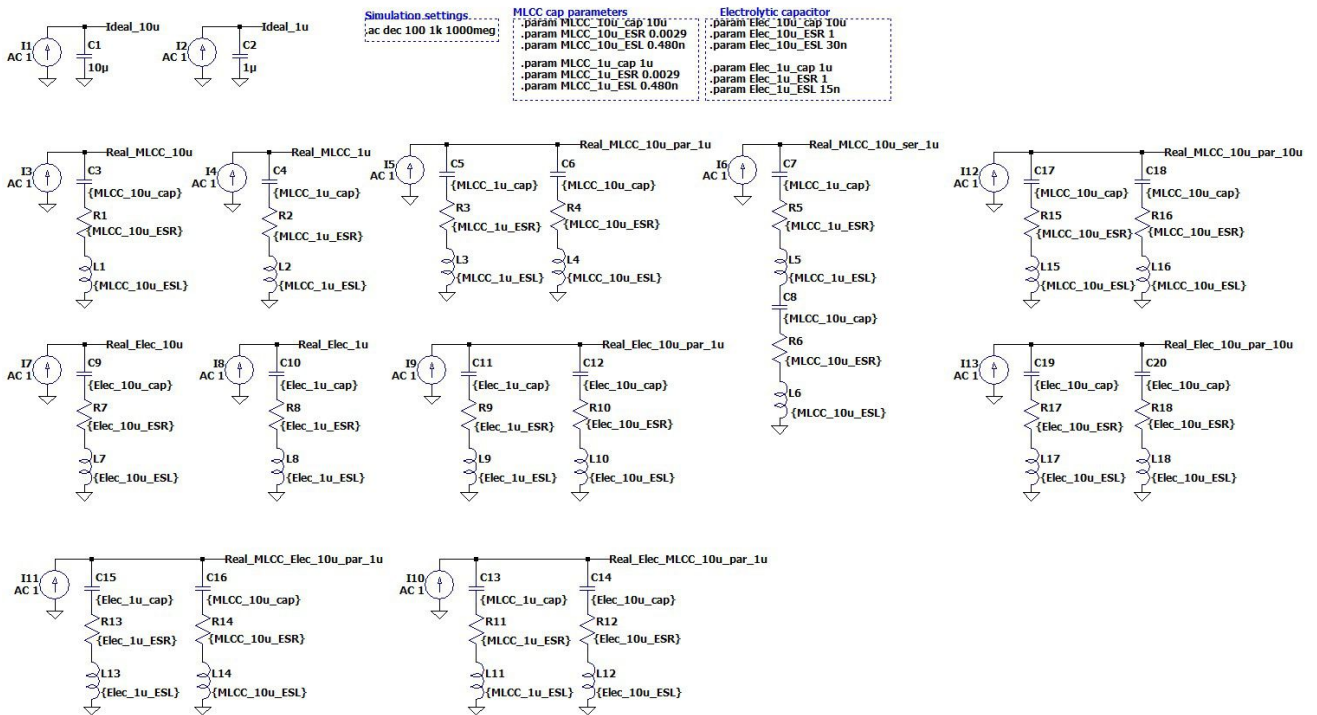 Ideal_10u
I1
AC 1
C1
10µ
Ideal_1u
I2
AC 1
C2
1µ
Simulation settings
.ac dec 100 1k 1000meg
MLCC cap parameters
.param MLCC_10u_cap 10u
.param MLCC_10u_ESR 0.0029
.param MLCC_10u_ESL 0.480n
.param MLCC_1u_cap 1u
.param MLCC_1u_ESR 0.0029
.param MLCC_1u_ESL 0.480n
Electrolytic capacitor
.param Elec_10u_cap 10u
.param Elec_10u_ESR 1
.param Elec_10u_ESL 30n
.param Elec_1u_cap 1u
.param Elec_1u_ESR 1
.param Elec_1u_ESL 15n
Real_MLCC_10u
I3
AC 1
C3
{MLCC_10u_cap}
R1
{MLCC_10u_ESR}
L1
{MLCC_10u_ESL}
Real_MLCC_1u
I4
AC 1
C4
{MLCC_1u_cap}
R2
{MLCC_1u_ESR}
L2
{MLCC_1u_ESL}
Real_MLCC_10u_par_1u
I5
AC 1
C5
{MLCC_1u_cap}
R3
{MLCC_1u_ESR}
L3
{MLCC_1u_ESL}
C6
{MLCC_10u_cap}
R4
{MLCC_10u_ESR}
L4
{MLCC_10u_ESL}
Real_MLCC_10u_ser_1u
I6
AC 1
C7
{MLCC_1u_cap}
R5
{MLCC_1u_ESR}
L5
{MLCC_1u_ESL}
C8
{MLCC_10u_cap}
R6
{MLCC_10u_ESR}
L6
{MLCC_10u_ESL}
Real_MLCC_10u_par_10u
I12
AC 1
C17
{MLCC_10u_cap}
R15
{MLCC_10u_ESR}
L15
{MLCC_10u_ESL}
C18
{MLCC_10u_cap}
R16
{MLCC_10u_ESR}
L16
{MLCC_10u_ESL}
Real_Elec_10u
I7
AC 1
C9
{Elec_10u_cap}
R7
{Elec_10u_ESR}
L7
{Elec_10u_ESL}
Real_Elec_1u
I8
AC 1
C10
{Elec_1u_cap}
R8
{Elec_1u_ESR}
L8
{Elec_1u_ESL}
Real_Elec_10u_par_1u
I9
AC 1
C11
{Elec_1u_cap}
R9
{Elec_1u_ESR}
L9
{Elec_1u_ESL}
C12
{Elec_10u_cap}
R10
{Elec_10u_ESR}
L10
{Elec_10u_ESL}
Real_Elec_10u_par_10u
I13
AC 1
C19
{Elec_10u_cap}
R17
{Elec_10u_ESR}
L17
{Elec_10u_ESL}
C20
{Elec_10u_cap}
R18
{Elec_10u_ESR}
L18
{Elec_10u_ESL}
Real_MLCC_Elec_10u_par_1u
I11
AC 1
C15
{Elec_1u_cap}
R13
{Elec_1u_ESR}
L13
{Elec_1u_ESL}
C16
{MLCC_10u_cap}
R14
{MLCC_10u_ESR}
L14
{MLCC_10u_ESL}
Real_Elec_MLCC_10u_par_1u
I10
AC 1
C13
{MLCC_1u_cap}
R11
{MLCC_1u_ESR}
L11
{MLCC_1u_ESL}
C14
{Elec_10u_cap}
R12
{Elec_10u_ESR}
L12
{Elec_10u_ESL}